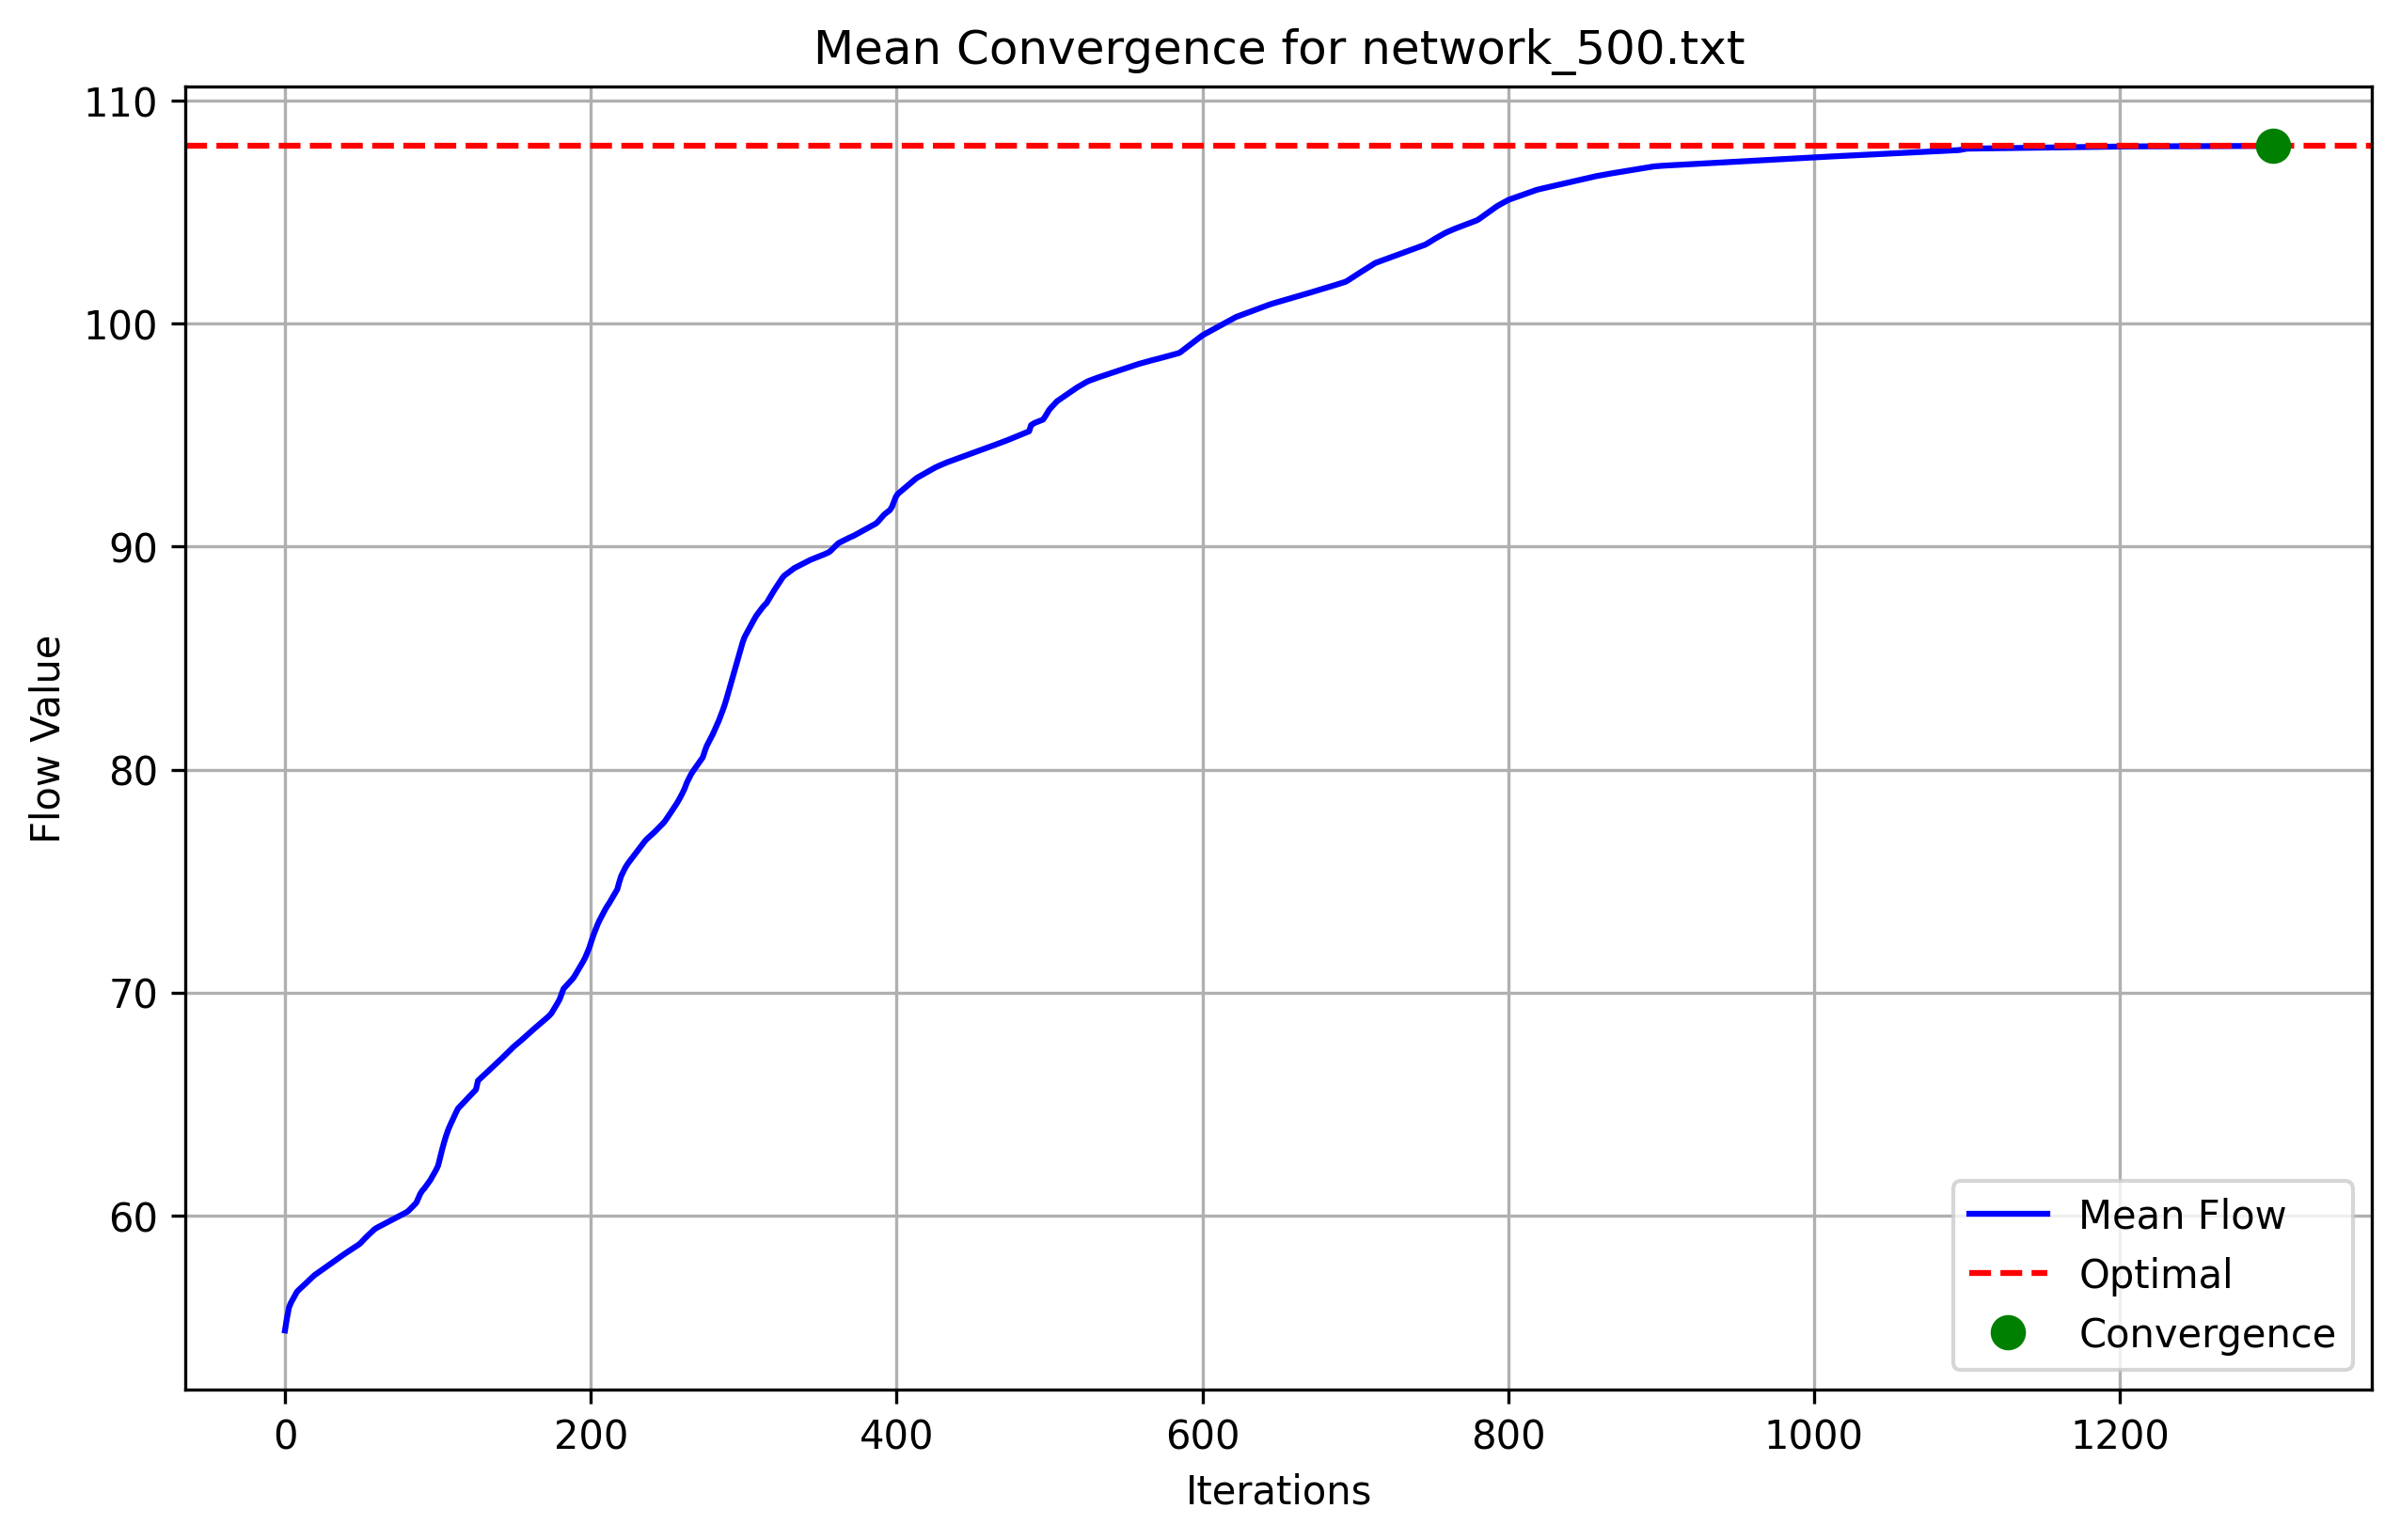 Mean Convergence for network_500.txt
110
100
90
80
70
60
Flow Value
0 200 400 600 800 1000 1200
Iterations
Mean Flow
Optimal
Convergence